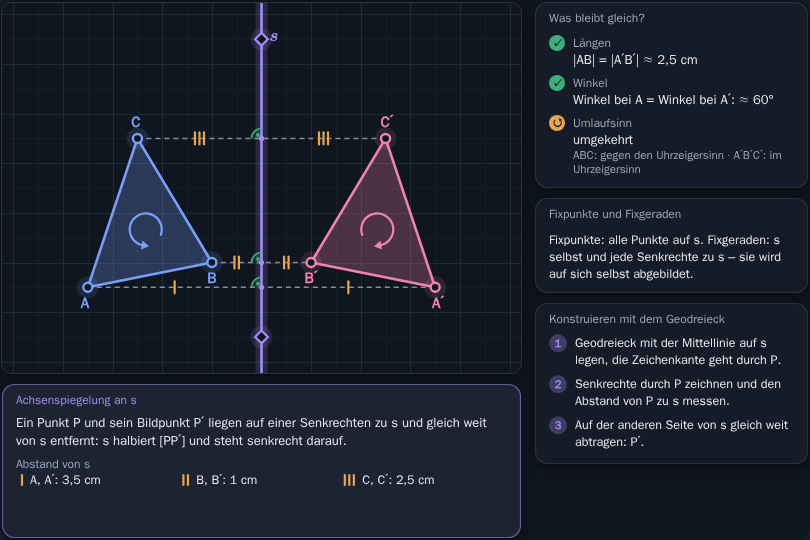 s
C
C´
B
B´
A
A´
Achsenspiegelung an s
Ein Punkt P und sein Bildpunkt P´ liegen auf einer Senkrechten zu s und gleich weit
von s entfernt: s halbiert [PP´] und steht senkrecht darauf.
Abstand von s
A, A´: 3,5 cm
B, B´: 1 cm
C, C´: 2,5 cm
Was bleibt gleich?
Längen
|AB| = |A´B´| ≈ 2,5 cm
Winkel
Winkel bei A = Winkel bei A´: ≈ 60°
Umlaufsinn
umgekehrt
ABC: gegen den Uhrzeigersinn · A´B´C´: im
Uhrzeigersinn
Fixpunkte und Fixgeraden
Fixpunkte: alle Punkte auf s. Fixgeraden: s
selbst und jede Senkrechte zu s – sie wird
auf sich selbst abgebildet.
Konstruieren mit dem Geodreieck
1 Geodreieck mit der Mittellinie auf s
legen, die Zeichenkante geht durch P.
2 Senkrechte durch P zeichnen und den
Abstand von P zu s messen.
3 Auf der anderen Seite von s gleich weit
abtragen: P´.